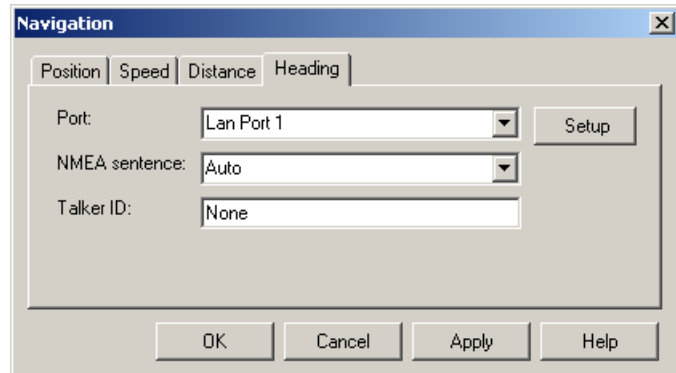 Navigation
Position Speed Distance Heading
Port: Lan Port 1 Setup
NMEA sentence: Auto
Talker ID: None
OK Cancel Apply Help